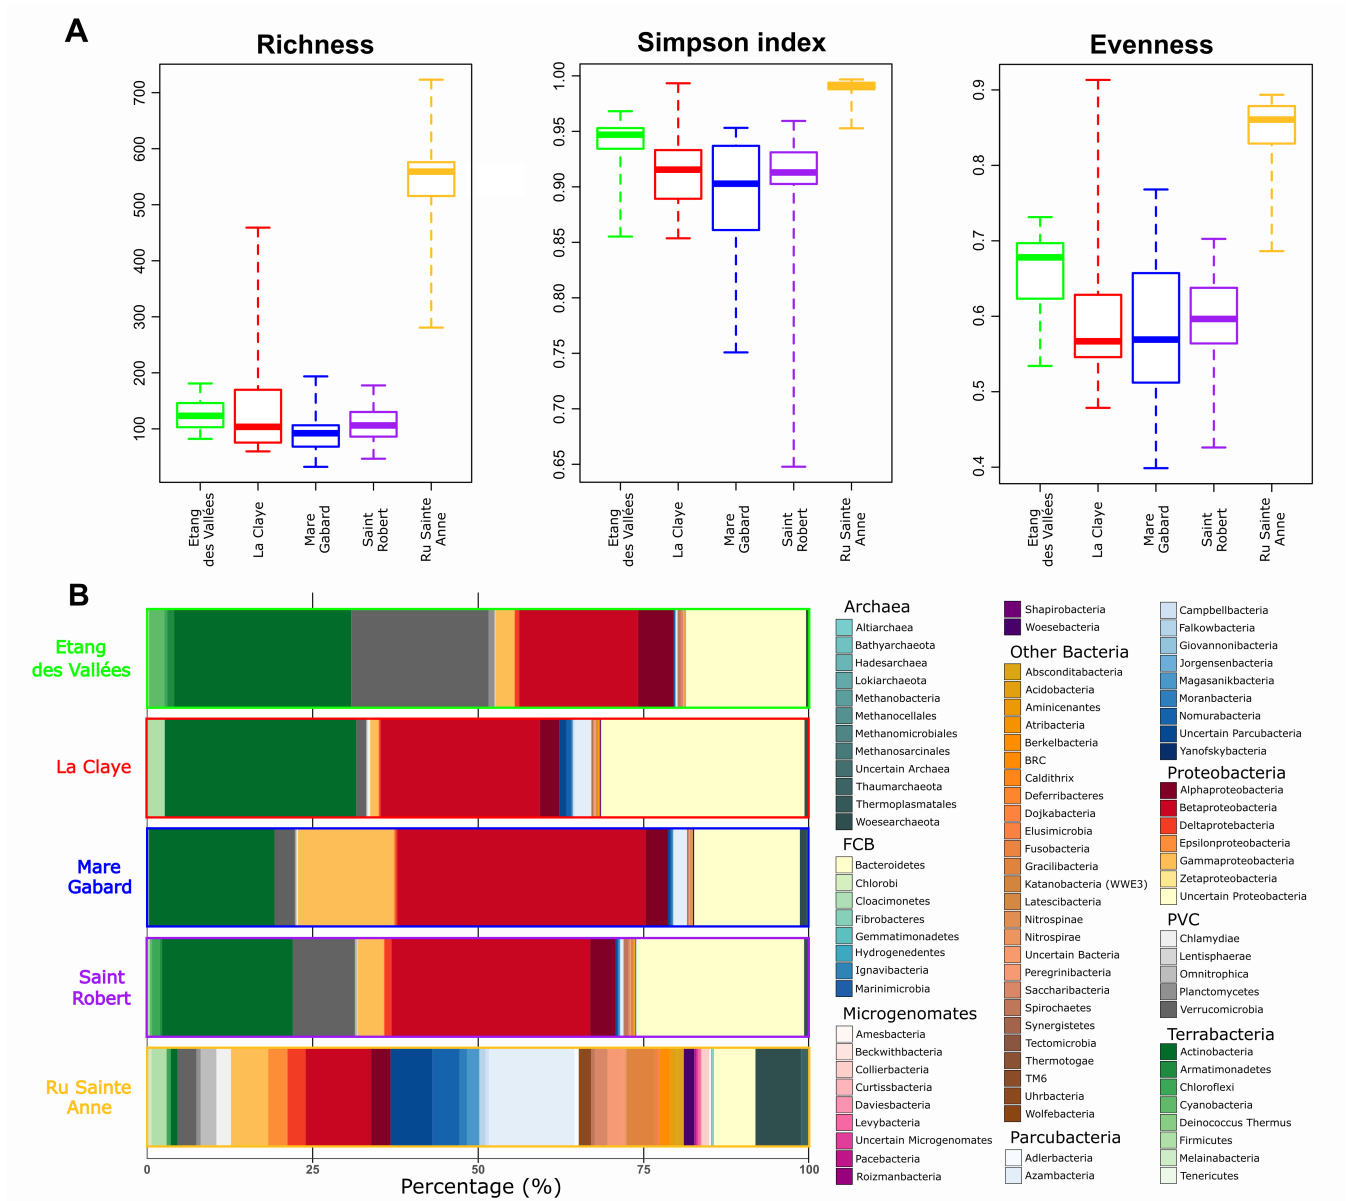 A
Richness
Simpson index
Evenness
700
600
500
400
300
200
100
1.00
0.95
0.90
0.85
0.80
0.75
0.70
0.65
0.9
0.8
0.7
0.6
0.5
0.4
Etang
des Vallées
La Claye
Mare
Gabard
Saint
Robert
Ru Sainte
Anne
Etang
des Vallées
La Claye
Mare
Gabard
Saint
Robert
Ru Sainte
Anne
Etang
des Vallées
La Claye
Mare
Gabard
Saint
Robert
Ru Sainte
Anne
B
Etang
des Vallées
La Claye
Mare
Gabard
Saint
Robert
Ru Sainte
Anne
0
25
50
75
100
Percentage (%)
Archaea
Altiarchaea
Bathyarchaeota
Hadesarchaea
Lokiarchaeota
Methanobacteria
Methanocellales
Methanomicrobiales
Methanosarcinales
Uncertain Archaea
Thaumarchaeota
Thermoplasmatales
Woesearchaeota
FCB
Bacteroidetes
Chlorobi
Cloacimonetes
Fibrobacteres
Gemmatimonadetes
Hydrogenedentes
Ignavibacteria
Marinimicrobia
Microgenomates
Amesbacteria
Beckwithbacteria
Collierbacteria
Curtissbacteria
Daviesbacteria
Levybacteria
Uncertain Microgenomates
Pacebacteria
Roizmanbacteria
Shapirobacteria
Woesebacteria
Other Bacteria
Absconditabacteria
Acidobacteria
Aminicenantes
Atribacteria
Berkelbacteria
BRC
Caldithrix
Deferribacteres
Dojkabacteria
Elusimicrobia
Fusobacteria
Gracilibacteria
Katanobacteria (WWE3)
Latescibacteria
Nitrospinae
Nitrospirae
Uncertain Bacteria
Peregrinibacteria
Saccharibacteria
Spirochaetes
Synergistetes
Tectomicrobia
Thermotogae
TM6
Uhrbacteria
Wolfebacteria
Parcubacteria
Adlerbacteria
Azambacteria
Campbellbacteria
Falkowbacteria
Giovannonibacteria
Jorgensenbacteria
Magasanikbacteria
Moranbacteria
Nomurabacteria
Uncertain Parcubacteria
Yanofskybacteria
Proteobacteria
Alphaproteobacteria
Betaproteobacteria
Deltaprotebacteria
Epsilonproteobacteria
Gammaproteobacteria
Zetaproteobacteria
Uncertain Proteobacteria
PVC
Chlamydiae
Lentisphaerae
Omnitrophica
Planctomycetes
Verrucomicrobia
Terrabacteria
Actinobacteria
Armatimonadetes
Chloroflexi
Cyanobacteria
Deinococcus Thermus
Firmicutes
Melainabacteria
Tenericutes